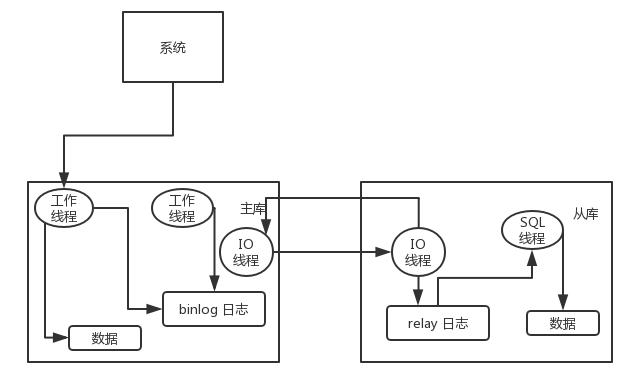 系统
工作
线程
工作
线程
主库
IO
线程
binlog 日志
数据
IO
线程
relay 日志
SQL
线程
从库
数据